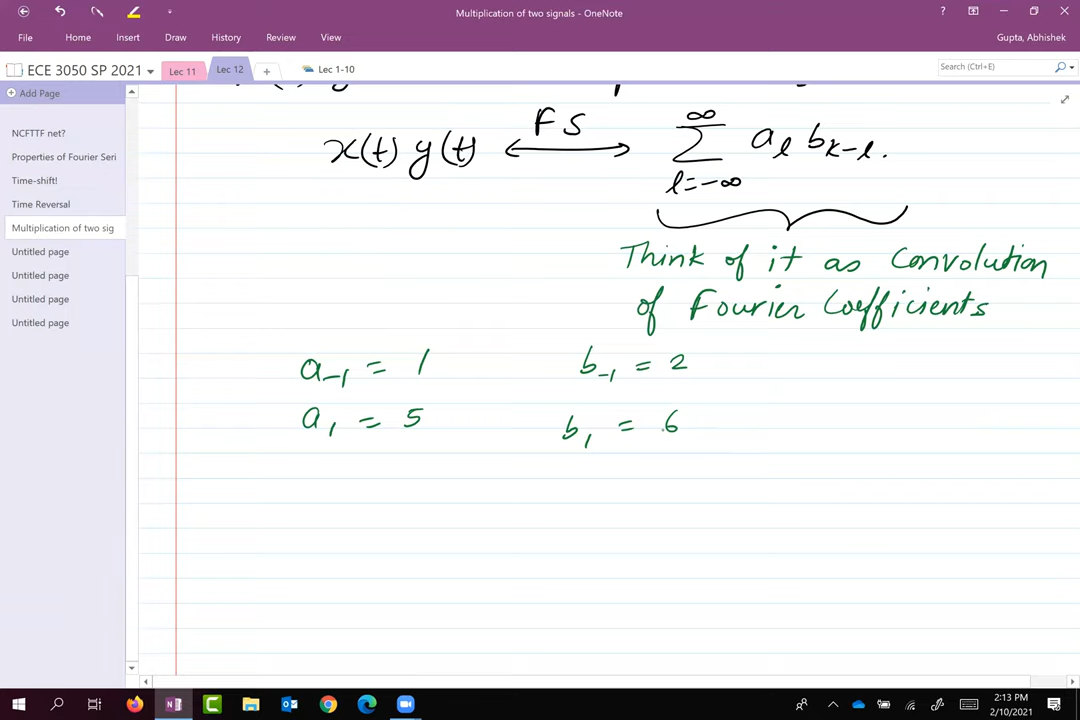 Multiplication of two signals - OneNote
File Home Insert Draw History Review View
Gupta, Abhishek
ECE 3050 SP 2021
Lec 11
Lec 12
Lec 1-10
Search (Ctrl+E)
Add Page
NCFTTF net?
Properties of Fourier Seri
Time-shift!
Time Reversal
Multiplication of two sig
Untitled page
Untitled page
Untitled page
Untitled page
x(t) y(t) ⟷ FS ∑_{l=-∞}^{∞} a_l b_{k-l}.
Think of it as Convolution
of Fourier Coefficients
a_{-1} = 1 b_{-1} = 2
a_1 = 5 b_1 = 6
2:13 PM
2/10/2021